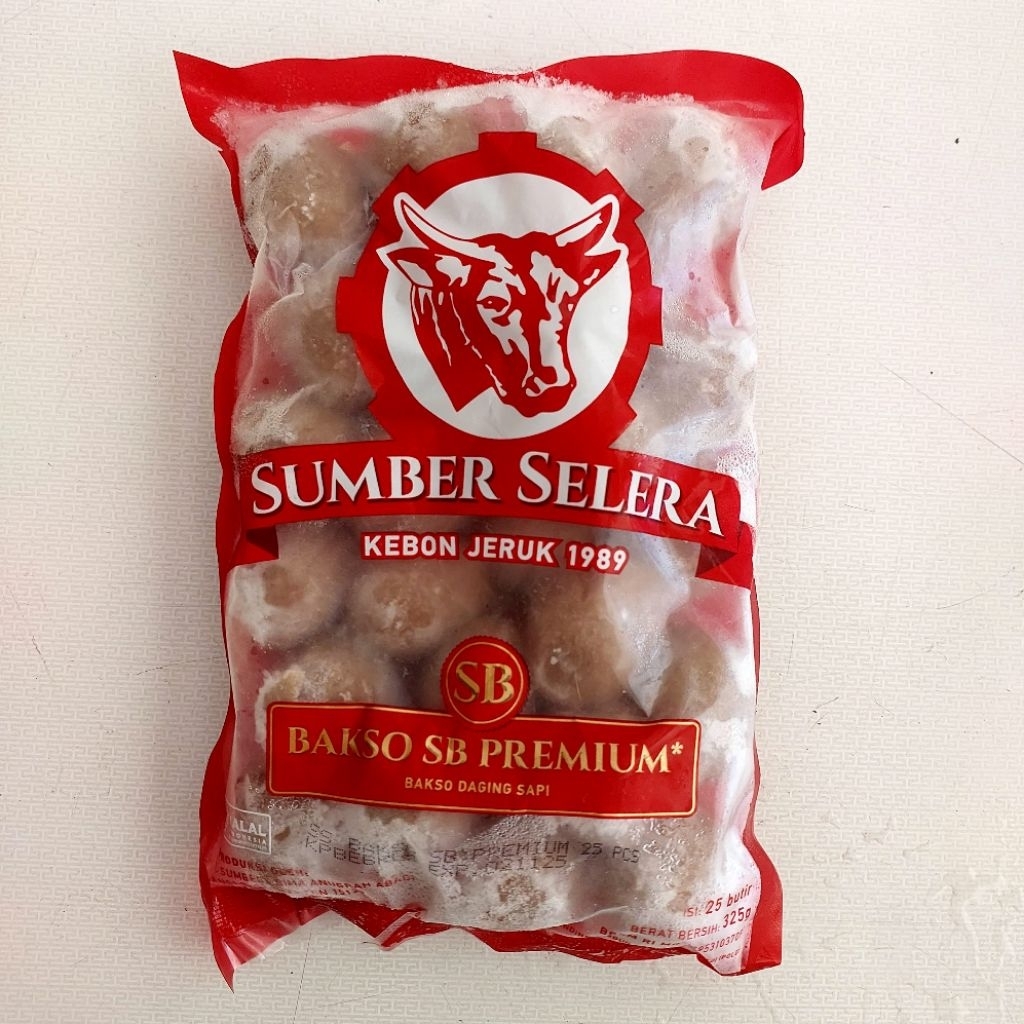 SUMBER SELERA
KEBON JERUK 1989
SB
BAKSO SB PREMIUM*
BAKSO DAGING SAPI
SB PREMIUM 25 PCS
EXP
ISI: 25 butir
BERAT BERSIH: 325g